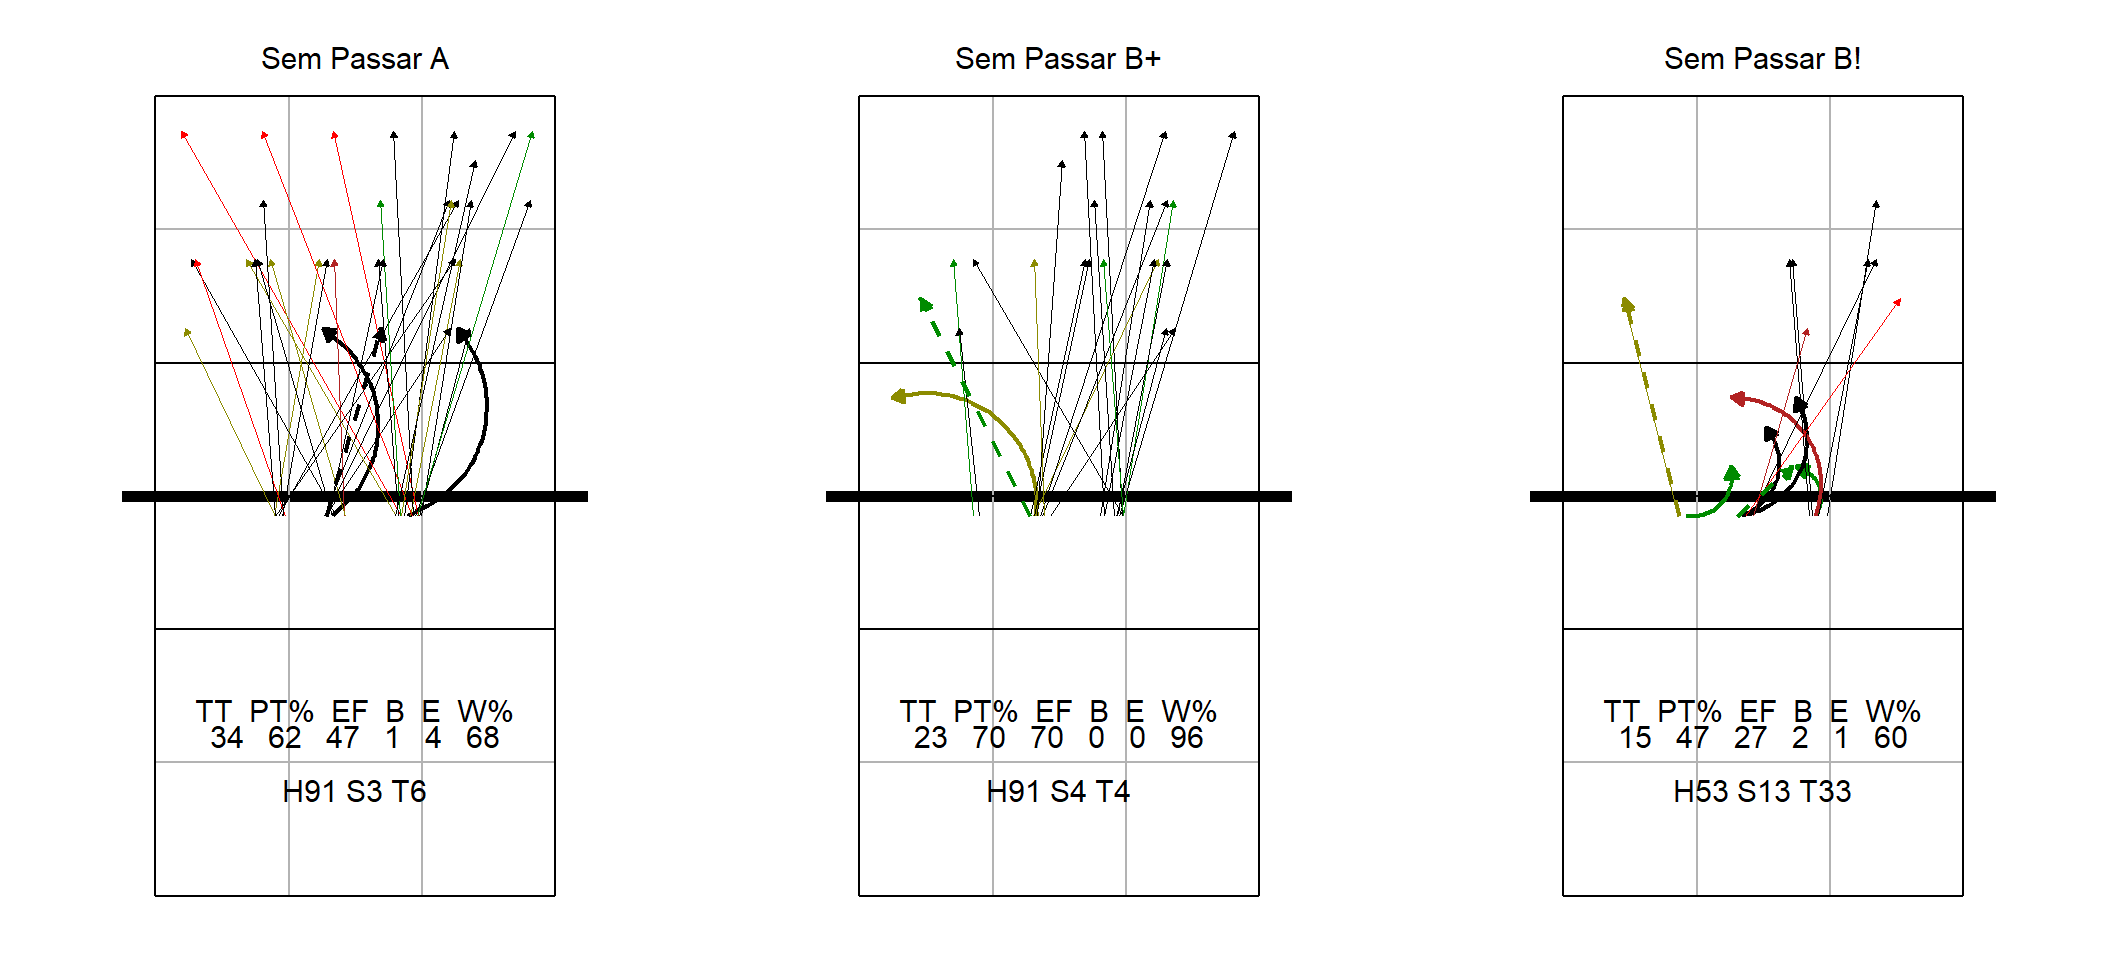 Sem Passar A
TT PT% EF B E W%
34 62 47 1 4 68
H91 S3 T6
Sem Passar B+
TT PT% EF B E W%
23 70 70 0 0 96
H91 S4 T4
Sem Passar B!
TT PT% EF B E W%
15 47 27 2 1 60
H53 S13 T33